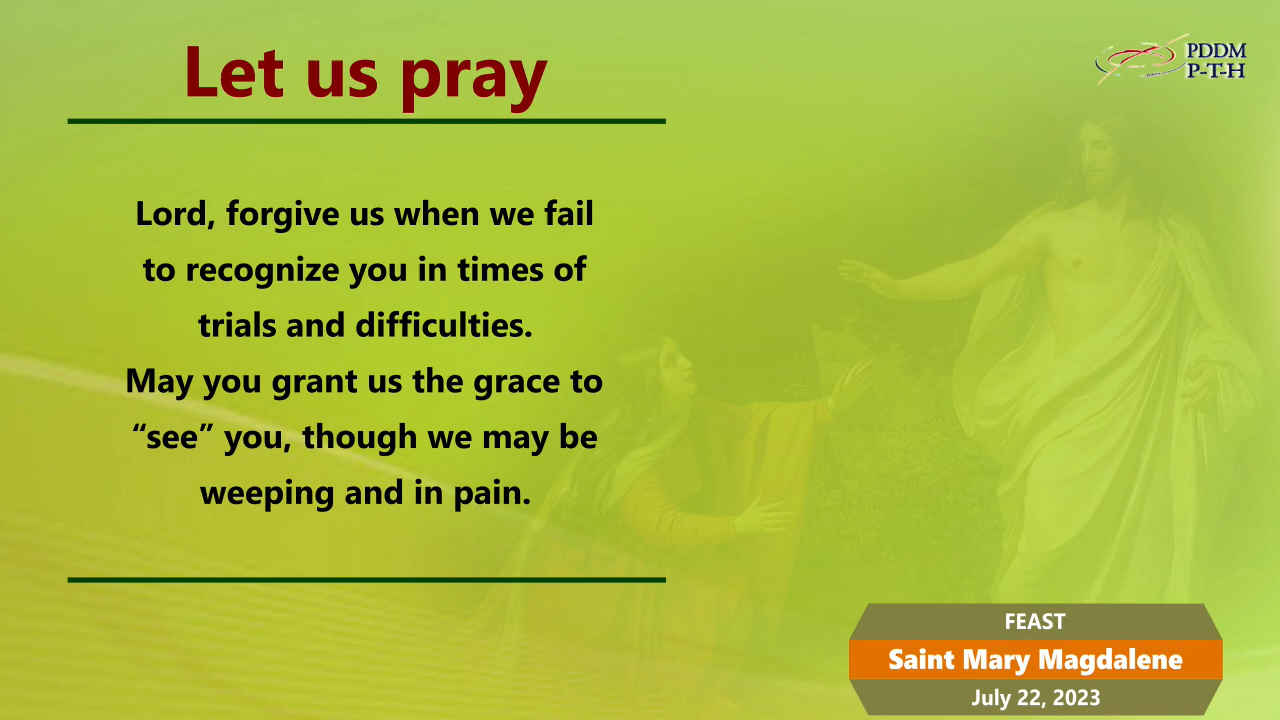 Let us pray
PDDM
P-T-H
Lord, forgive us when we fail
to recognize you in times of
trials and difficulties.
May you grant us the grace to
“see” you, though we may be
weeping and in pain.
FEAST
Saint Mary Magdalene
July 22, 2023